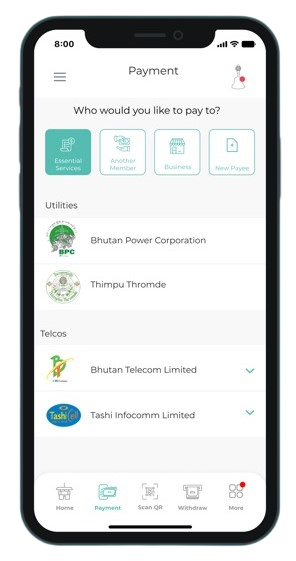 8:00
Payment
Who would you like to pay to?
Essential
Services
Another
Member
Business
New Payee
Utilities
BPC
Bhutan Power Corporation
Thimpu Thromde
Telcos
Bhutan Telecom Limited
TashiCell
Tashi Infocomm Limited
Home
Payment
Scan QR
Withdraw
More